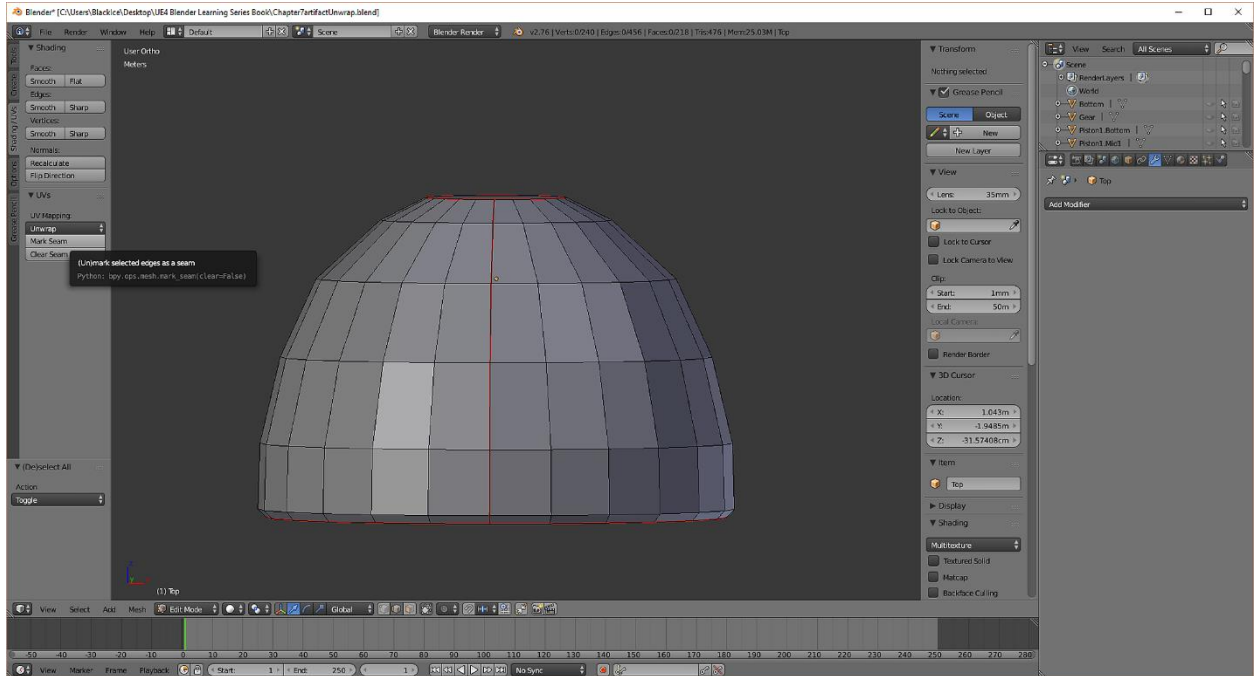 Blender* [C:\Users\BlackIce\Desktop\UE4 Blender Learning Series Book\Chapter7artifactUnwrap.blend]
File Render Window Help Default Scene Blender Render v2.76 | Verts:0/240 | Edges:0/456 | Faces:0/218 | Tris:476 | Mem:25.03M | Top
Tools
Create
Shading / UVs
Options
Grease Pencil
Shading
Faces:
Smooth Flat
Edges:
Smooth Sharp
Vertices:
Smooth Sharp
Normals:
Recalculate
Flip Direction
UVs
UV Mapping:
Unwrap
Mark Seam
Clear Seam
(Un)mark selected edges as a seam
Python: bpy.ops.mesh.mark_seam(clear=False)
(De)select All
Action
Toggle
User Ortho
Meters
(1) Top
View Select Add Mesh Edit Mode Global
Transform
Nothing selected
Grease Pencil
Scene Object
New
New Layer
View
Lens: 35mm
Lock to Object:
Lock to Cursor
Lock Camera to View
Clip:
Start: 1mm
End: 50m
Local Camera:
Render Border
3D Cursor
Location:
X: 1.043m
Y: -1.9485m
Z: -31.57408cm
Item
Top
Display
Shading
Multitexture
Textured Solid
Matcap
Backface Culling
View Search All Scenes
Scene
RenderLayers |
World
Bottom |
Gear |
Piston1.Bottom |
Piston1.Mid1 |
Top
Add Modifier
-50 -40 -30 -20 -10 0 10 20 30 40 50 60 70 80 90 100 110 120 130 140 150 160 170 180 190 200 210 220 230 240 250 260 270 280
View Marker Frame Playback Start: 1 End: 250 1 No Sync